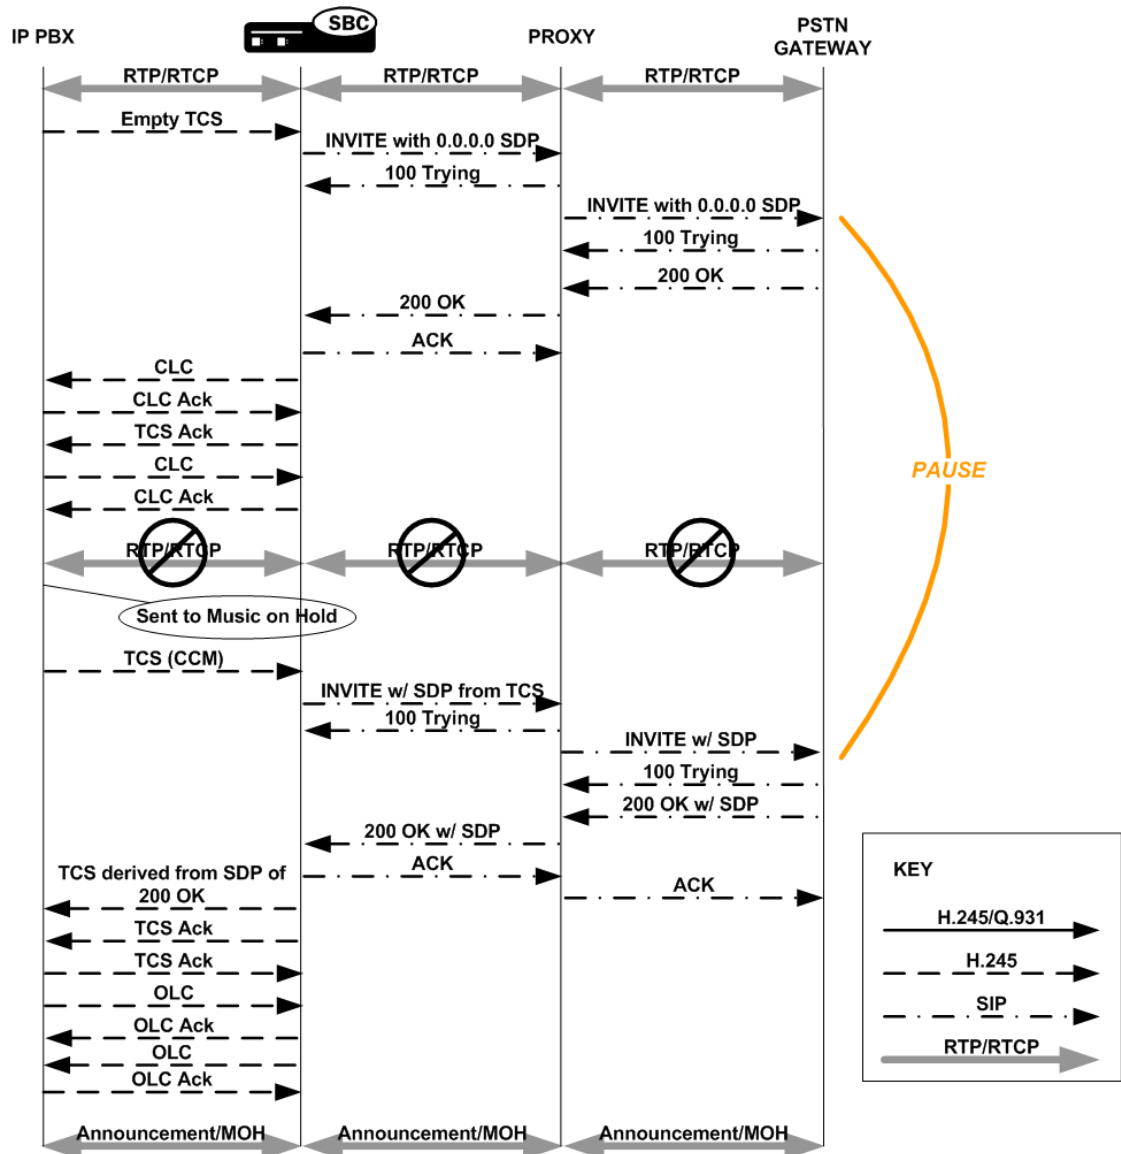 SBC
IP PBX
PROXY
PSTN
GATEWAY
RTP/RTCP
RTP/RTCP
RTP/RTCP
Empty TCS
INVITE with 0.0.0.0 SDP
100 Trying
INVITE with 0.0.0.0 SDP
100 Trying
200 OK
200 OK
ACK
CLC
CLC Ack
TCS Ack
CLC
CLC Ack
PAUSE
RTP/RTCP
RTP/RTCP
RTP/RTCP
Sent to Music on Hold
TCS (CCM)
INVITE w/ SDP from TCS
100 Trying
INVITE w/ SDP
100 Trying
200 OK w/ SDP
200 OK w/ SDP
ACK
TCS derived from SDP of
200 OK
ACK
TCS Ack
TCS Ack
OLC
OLC Ack
OLC
OLC Ack
Announcement/MOH
Announcement/MOH
Announcement/MOH
KEY
H.245/Q.931
H.245
SIP
RTP/RTCP